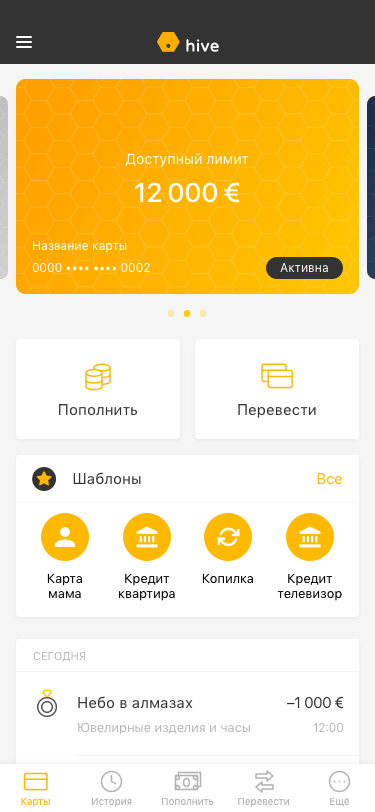 hive
Доступный лимит
12 000 €
Название карты
0000 •••• •••• 0002
Активна
Пополнить
Перевести
Шаблоны
Все
Карта
мама
Кредит
квартира
Копилка
Кредит
телевизор
СЕГОДНЯ
Небо в алмазах
–1 000 €
Ювелирные изделия и часы
12:00
Карты
История
Пополнить
Перевести
Ещё